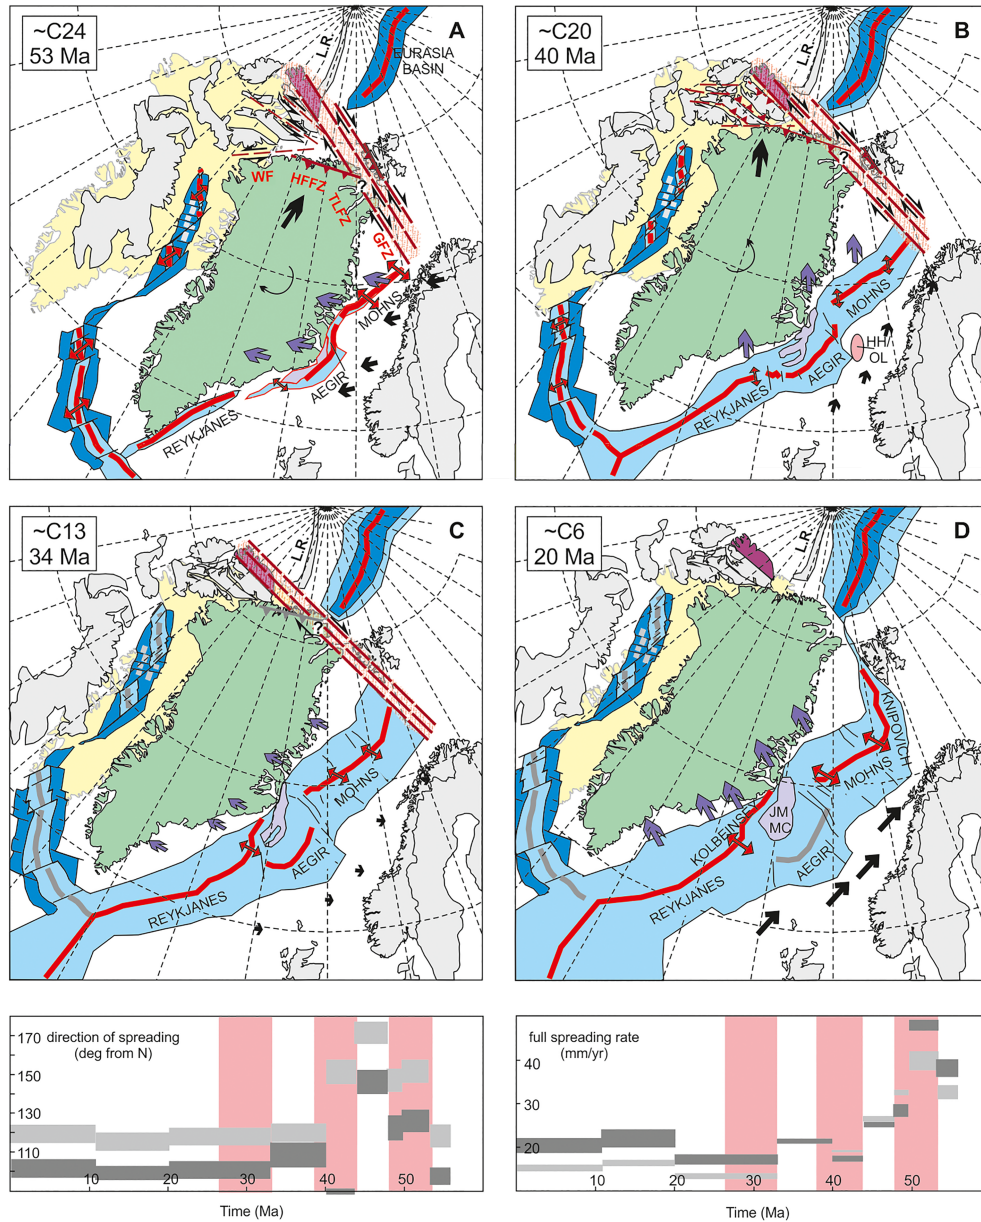 ~C24
53 Ma
A
L.R.
EURASIA
BASIN
WF
HFFZ
TLFZ
GFZ
?
MOHNS
AEGIR
REYKJANES
~C20
40 Ma
B
L.R.
?
MOHNS
HH/
OL
AEGIR
REYKJANES
~C13
34 Ma
C
L.R.
?
MOHNS
AEGIR
REYKJANES
~C6
20 Ma
D
L.R.
KNIPOVICH
MOHNS
JM
MC
KOLBEINSEY
AEGIR
REYKJANES
direction of spreading
(deg from N)
170
150
130
110
10
20
30
40
50
Time (Ma)
full spreading rate
(mm/yr)
40
30
20
10
20
30
40
50
Time (Ma)